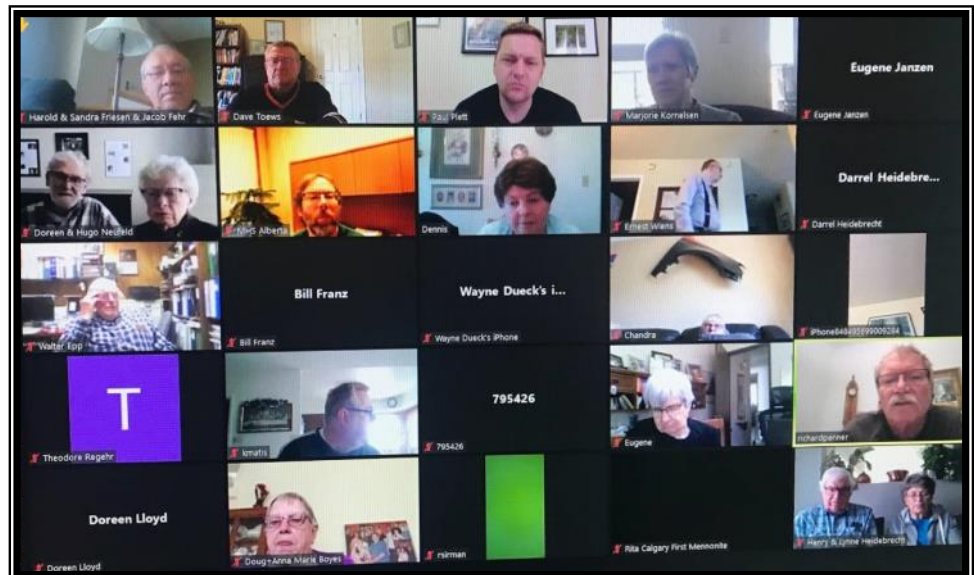 Harold & Sandra Friesen & Jacob Fehr
Dave Toews
Paul Plett
Marjorie Kornelsen
Eugene Janzen
Eugene Janzen
Doreen & Hugo Neufeld
MHS Alberta
Dennis
Ernest Wiens
Darrel Heidebre...
Darrel Heidebrecht
Walter Epp
Bill Franz
Bill Franz
Wayne Dueck's i...
Wayne Dueck's iPhone
Chandra
T
Theodore Regehr
kmatis
795426
795426
Eugene
richardpenner
Doreen Lloyd
Doreen Lloyd
Doug+Anna Marie Boyes
rsirman
Rita Calgary First Mennonite
Henry & Lynne Heidebrecht